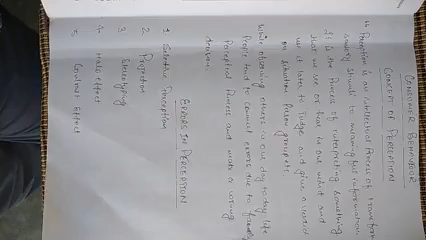 CONSUMER BEHAVIOUR
CONCEPT OF PERCEPTION
" Perception is an intellectual process of transforming
sensory stimuli to meaningful information
It is the Process of interpreting something
that we see or hear in our mind and
use it later to judge and give a verdict
on situation Person group etc.
While observing others in our day to day life
People tend to commit errors due to
Perceptual Process and makes a wrong
decision.
ERRORS IN PERCEPTION
1 Selective Perception
2 Projection
3 Stereotyping
4 Halo effect
5 Contrast Effect